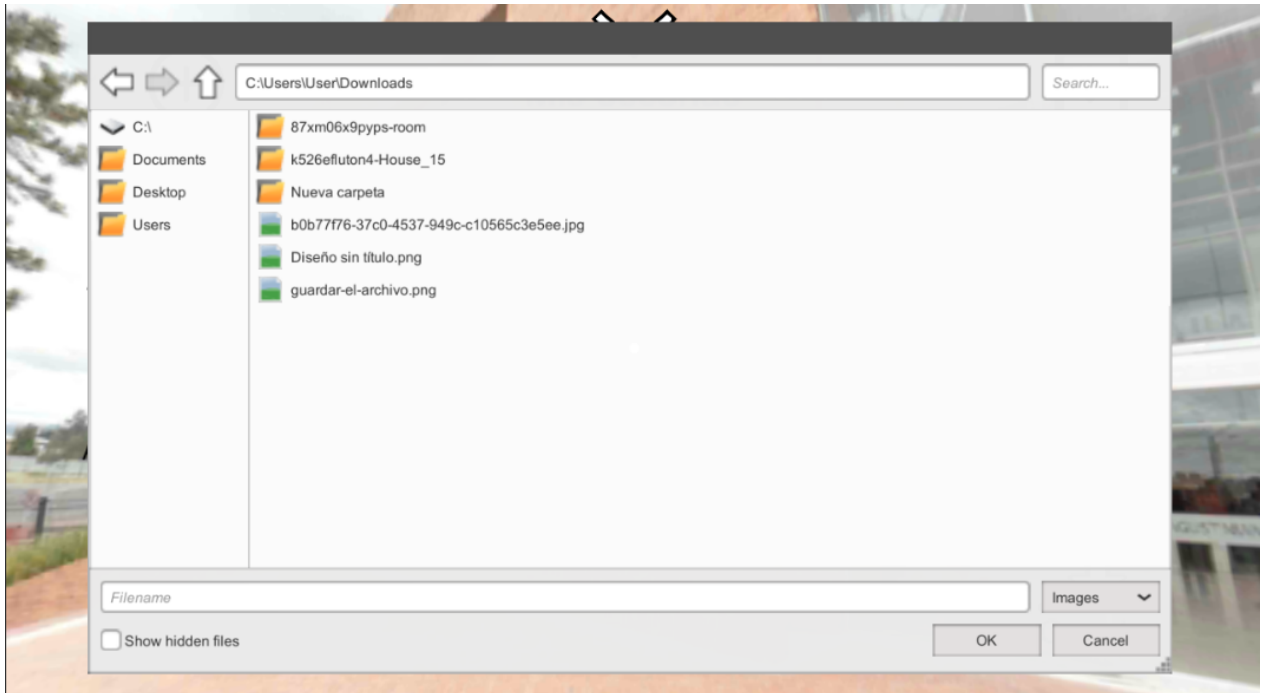 C:\Users\User\Downloads
Search...
C:\
Documents
Desktop
Users
87xm06x9pyps-room
k526efluton4-House_15
Nueva carpeta
b0b77f76-37c0-4537-949c-c10565c3e5ee.jpg
Diseño sin título.png
guardar-el-archivo.png
Filename
Images
Show hidden files
OK
Cancel